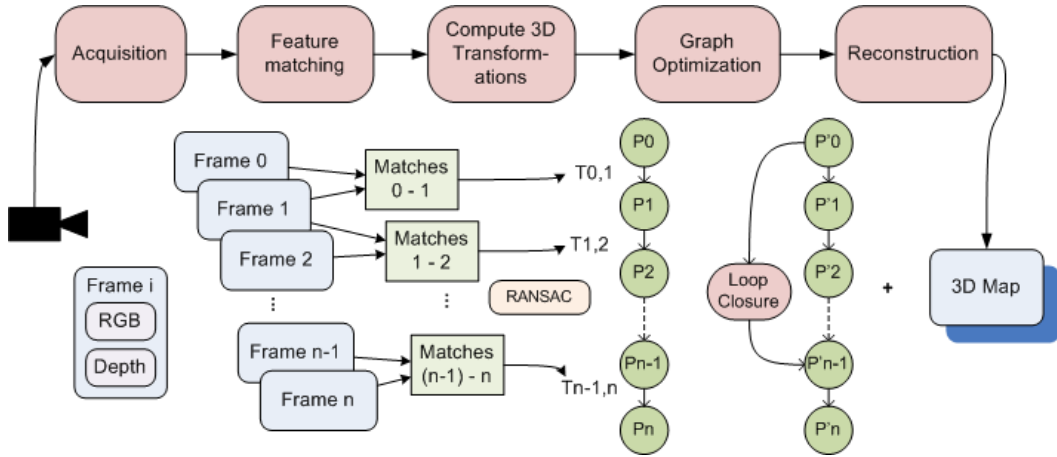 Acquisition
Feature
matching
Compute 3D
Transform-
ations
Graph
Optimization
Reconstruction
Frame 0
Frame 1
Frame 2
⋮
Frame n-1
Frame n
Matches
0 - 1
Matches
1 - 2
⋮
Matches
(n-1) - n
T0,1
T1,2
RANSAC
Tn-1,n
Frame i
RGB
Depth
P0
P1
P2
Pn-1
Pn
P'0
P'1
P'2
P'n-1
P'n
Loop
Closure
+
3D Map